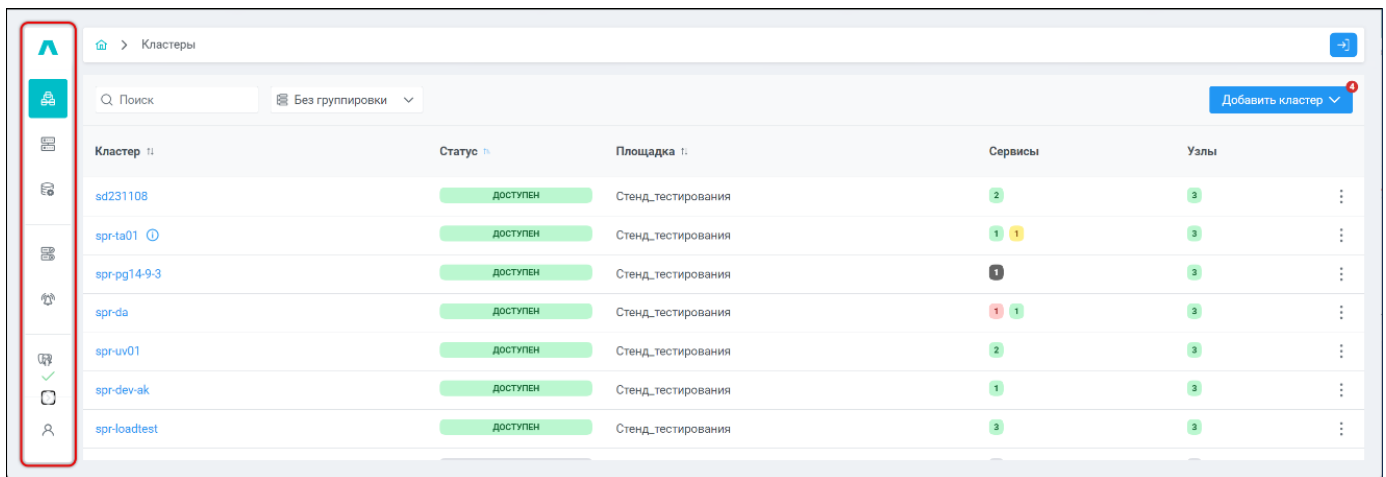 Кластеры
Поиск Без группировки Добавить кластер 4
Кластер Статус Площадка Сервисы Узлы
sd231108 ДОСТУПЕН Стенд_тестирования 2 3
spr-ta01 ДОСТУПЕН Стенд_тестирования 1 1 3
spr-pg14-9-3 ДОСТУПЕН Стенд_тестирования 1 3
spr-da ДОСТУПЕН Стенд_тестирования 1 1 3
spr-uv01 ДОСТУПЕН Стенд_тестирования 2 3
spr-dev-ak ДОСТУПЕН Стенд_тестирования 1 3
spr-loadtest ДОСТУПЕН Стенд_тестирования 3 3